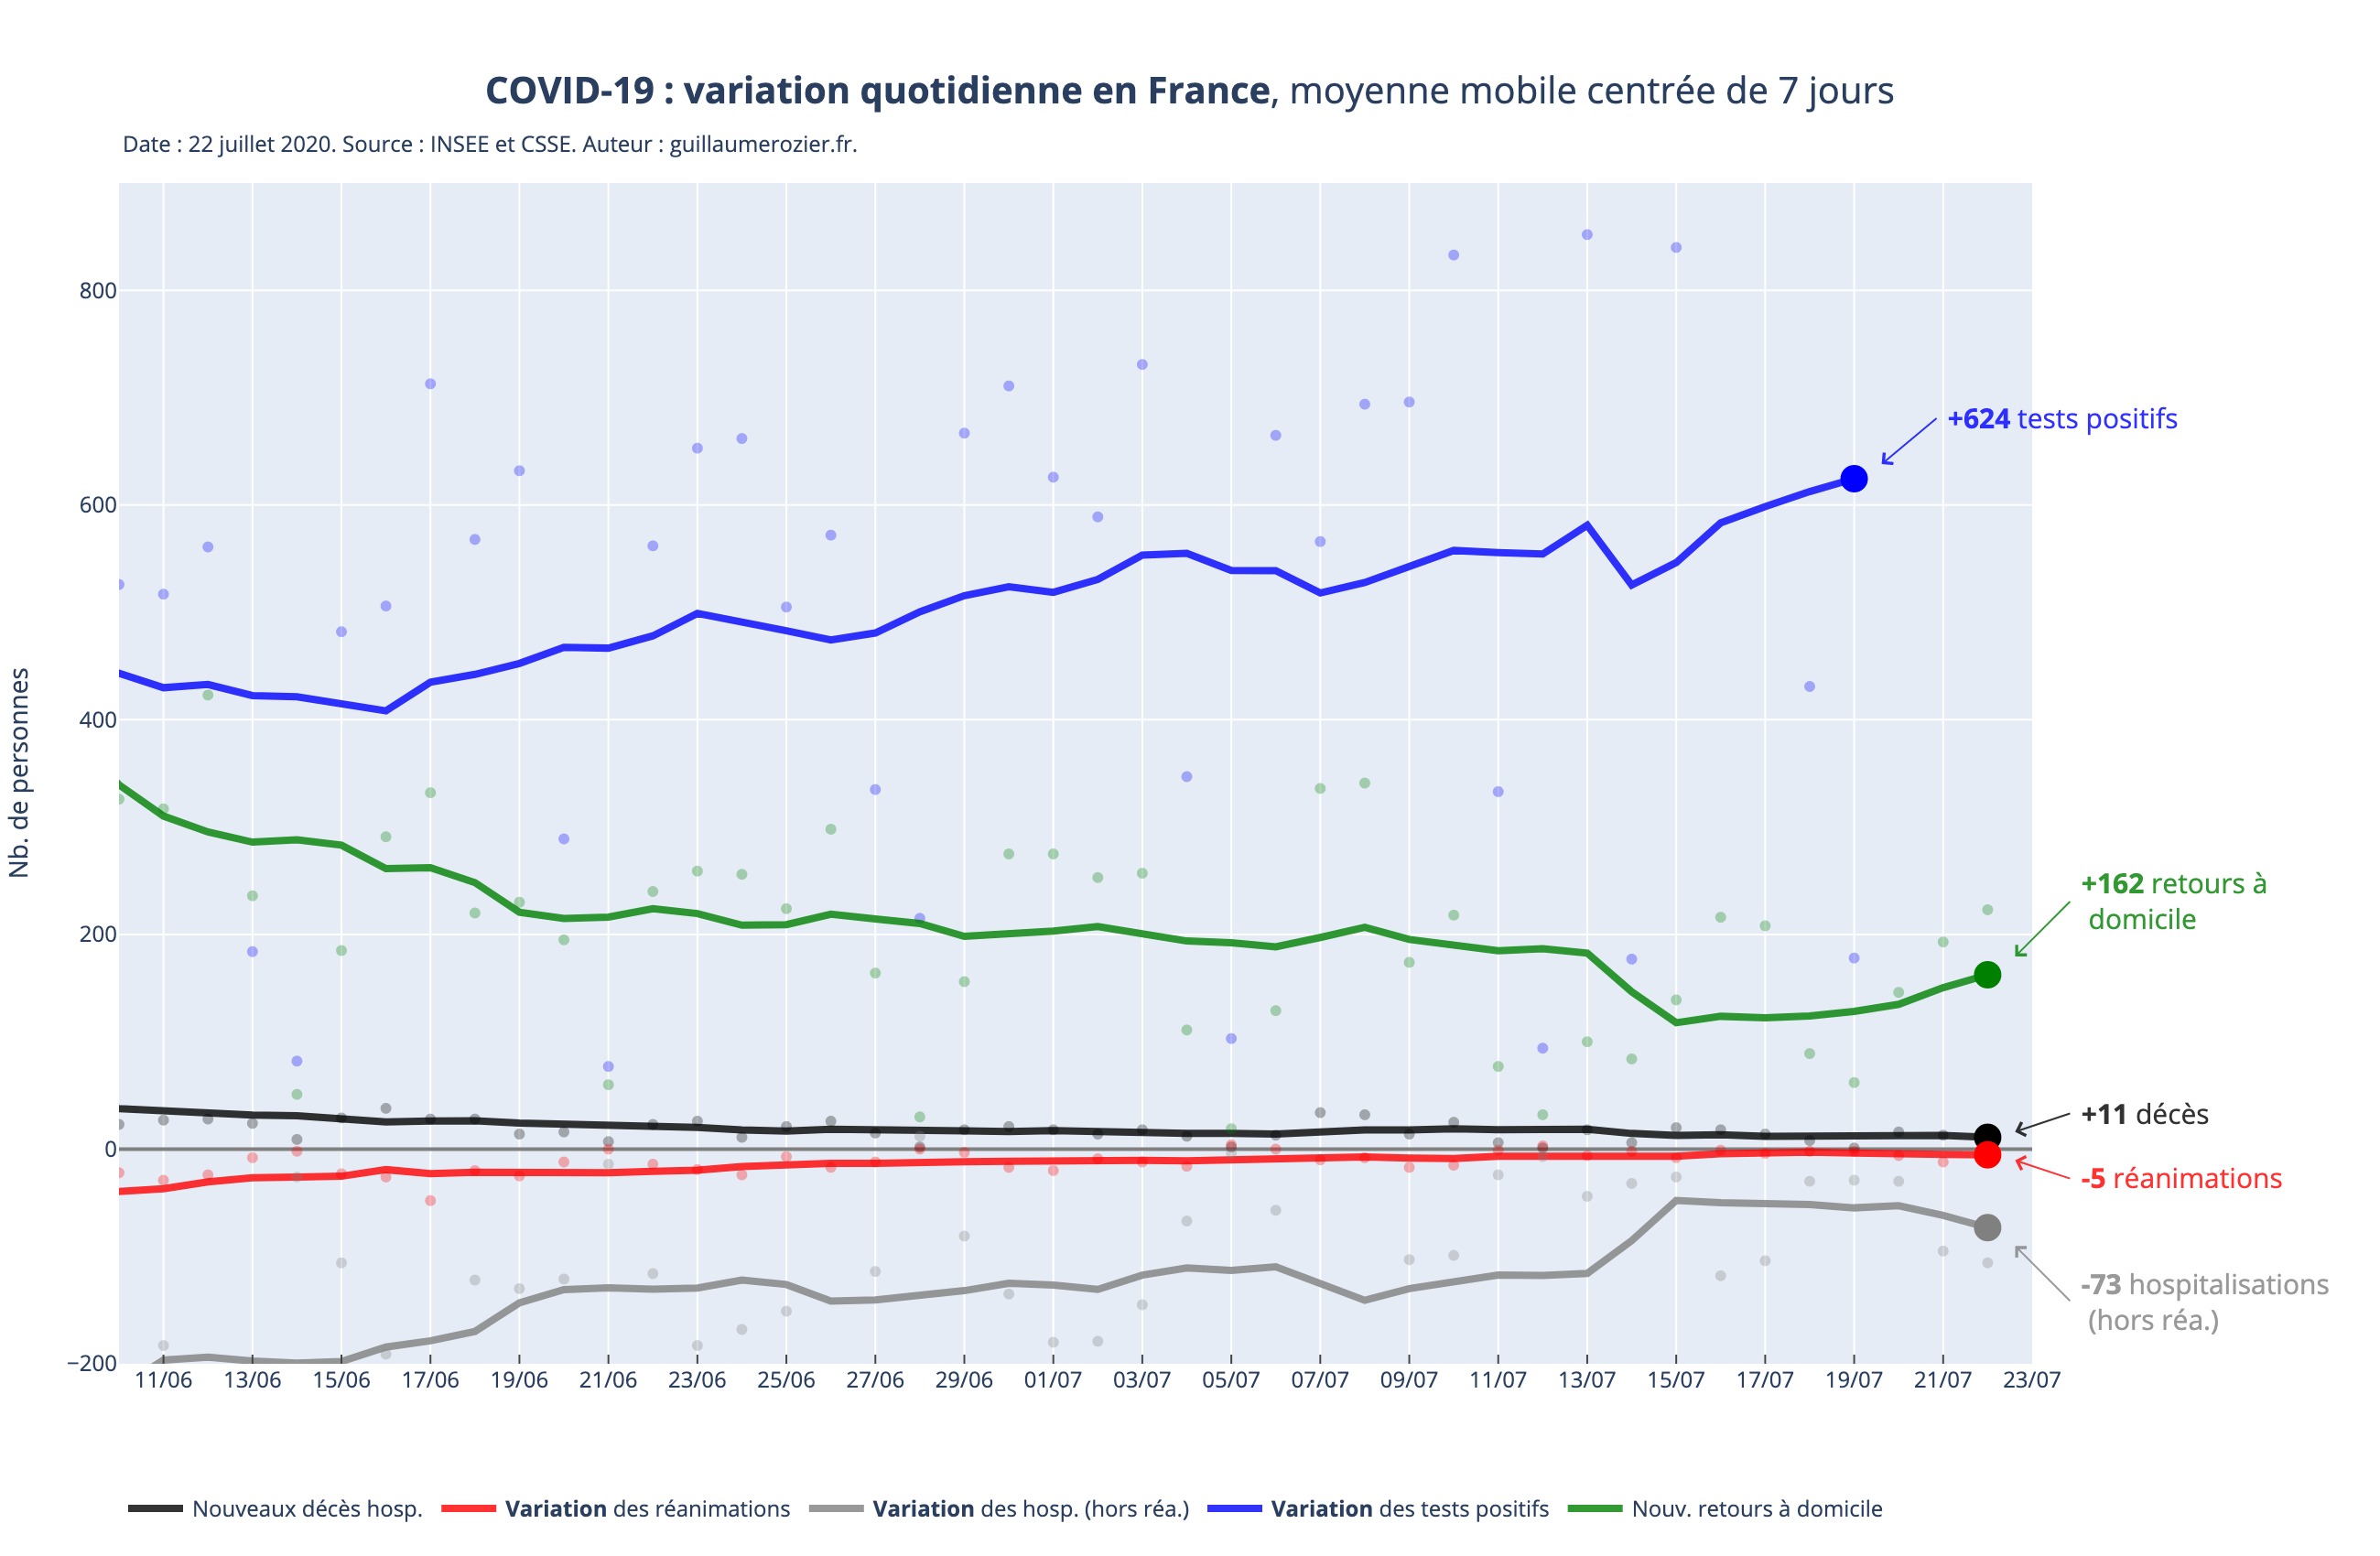 COVID-19 : variation quotidienne en France, moyenne mobile centrée de 7 jours
Date : 22 juillet 2020. Source : INSEE et CSSE. Auteur : guillaumerozier.fr.
Nb. de personnes
800
600
400
200
0
−200
+624 tests positifs
+162 retours à
domicile
+11 décès
-5 réanimations
-73 hospitalisations
(hors réa.)
11/06 13/06 15/06 17/06 19/06 21/06 23/06 25/06 27/06 29/06 01/07 03/07 05/07 07/07 09/07 11/07 13/07 15/07 17/07 19/07 21/07 23/07
Nouveaux décès hosp. Variation des réanimations Variation des hosp. (hors réa.) Variation des tests positifs Nouv. retours à domicile